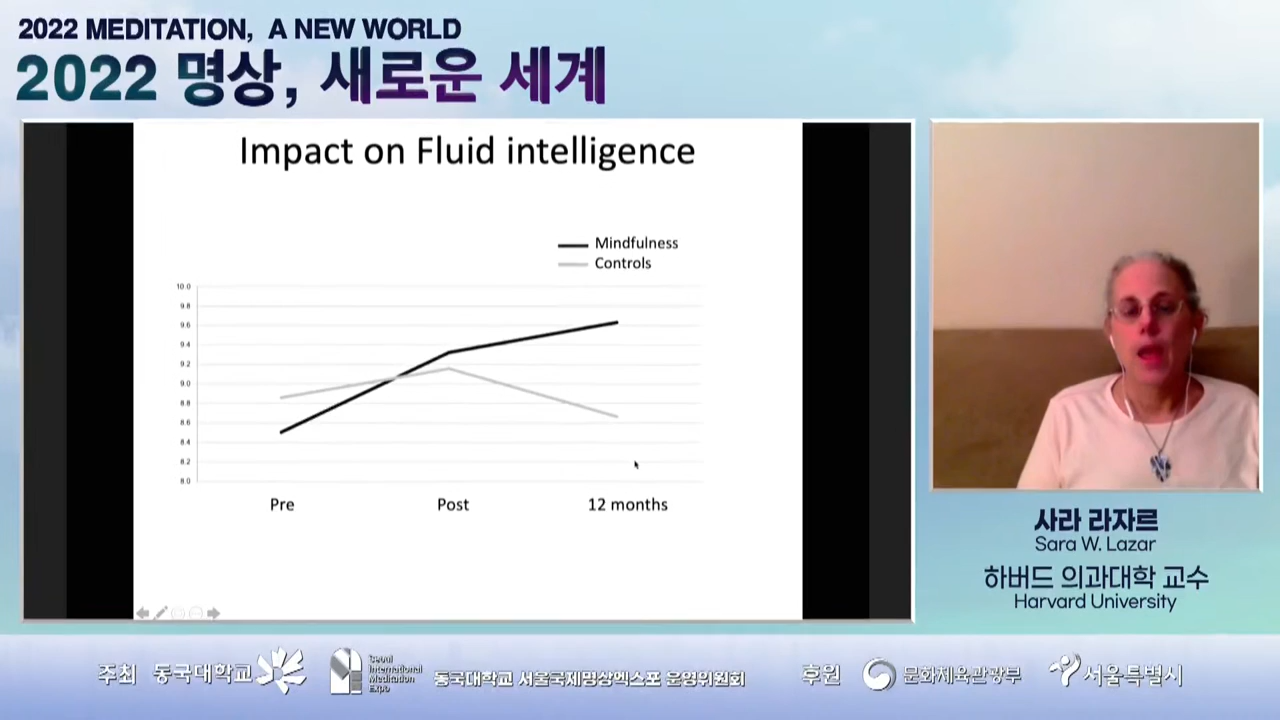 2022 MEDITATION, A NEW WORLD
2022 명상, 새로운 세계
Impact on Fluid intelligence
Mindfulness
Controls
10.0
9.8
9.6
9.4
9.2
9.0
8.8
8.6
8.4
8.2
8.0
Pre Post 12 months
사라 라자르
Sara W. Lazar
하버드 의과대학 교수
Harvard University
주최 동국대학교
Seoul
International
Meditation
Expo
동국대학교 서울국제명상엑스포 운영위원회
후원 문화체육관광부 서울특별시